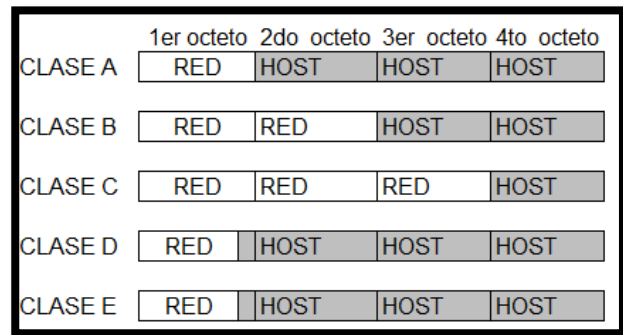 1er octeto 2do octeto 3er octeto 4to octeto
CLASE A RED HOST HOST HOST
CLASE B RED RED HOST HOST
CLASE C RED RED RED HOST
CLASE D RED HOST HOST HOST
CLASE E RED HOST HOST HOST